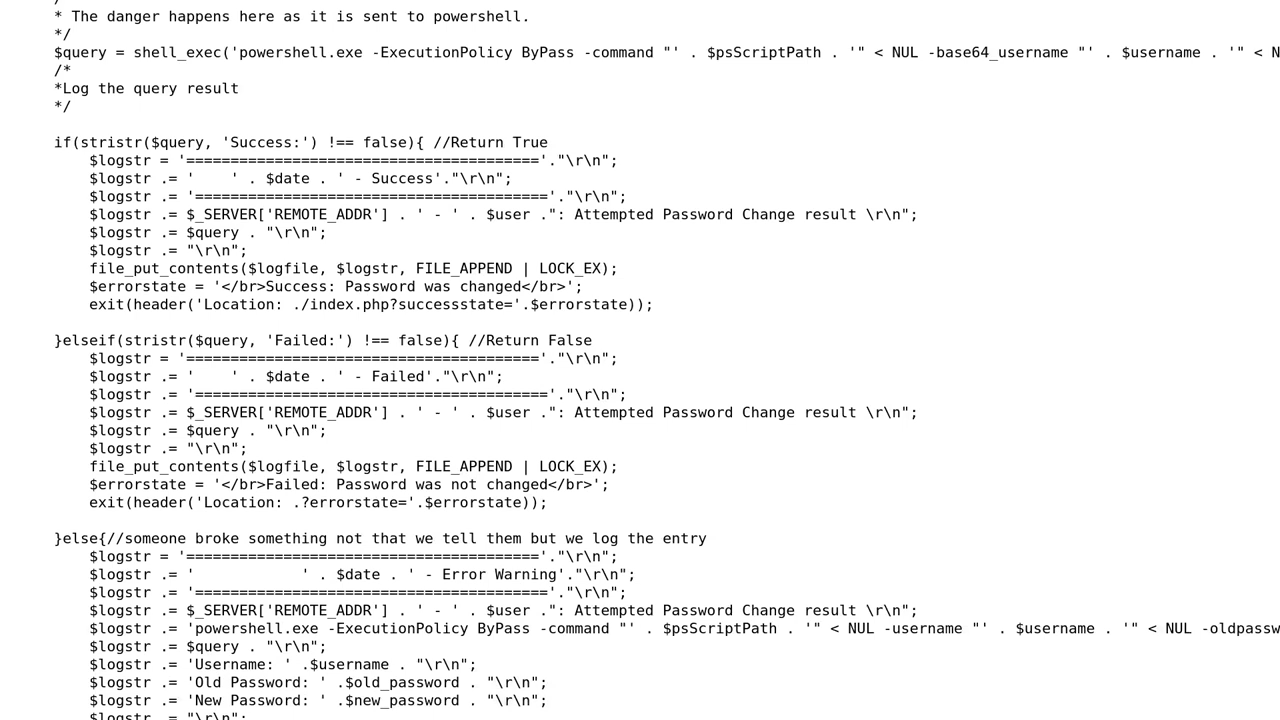 /
* The danger happens here as it is sent to powershell.
*/
$query = shell_exec('powershell.exe -ExecutionPolicy ByPass -command "' . $psScriptPath . '" < NUL -base64_username "' . $username . '" < N
/*
*Log the query result
*/
if(stristr($query, 'Success:') !== false){ //Return True
$logstr = '========================================'."\r\n";
$logstr .= '    ' . $date . ' - Success'."\r\n";
$logstr .= '========================================'."\r\n";
$logstr .= $_SERVER['REMOTE_ADDR'] . ' - ' . $user .": Attempted Password Change result \r\n";
$logstr .= $query . "\r\n";
$logstr .= "\r\n";
file_put_contents($logfile, $logstr, FILE_APPEND | LOCK_EX);
$errorstate = '</br>Success: Password was changed</br>';
exit(header('Location: ./index.php?successstate='.$errorstate));
}elseif(stristr($query, 'Failed:') !== false){ //Return False
$logstr = '========================================'."\r\n";
$logstr .= '    ' . $date . ' - Failed'."\r\n";
$logstr .= '========================================'."\r\n";
$logstr .= $_SERVER['REMOTE_ADDR'] . ' - ' . $user .": Attempted Password Change result \r\n";
$logstr .= $query . "\r\n";
$logstr .= "\r\n";
file_put_contents($logfile, $logstr, FILE_APPEND | LOCK_EX);
$errorstate = '</br>Failed: Password was not changed</br>';
exit(header('Location: .?errorstate='.$errorstate));
}else{//someone broke something not that we tell them but we log the entry
$logstr = '========================================'."\r\n";
$logstr .= '            ' . $date . ' - Error Warning'."\r\n";
$logstr .= '========================================'."\r\n";
$logstr .= $_SERVER['REMOTE_ADDR'] . ' - ' . $user .": Attempted Password Change result \r\n";
$logstr .= 'powershell.exe -ExecutionPolicy ByPass -command "' . $psScriptPath . '" < NUL -username "' . $username . '" < NUL -oldpassw
$logstr .= $query . "\r\n";
$logstr .= 'Username: ' .$username . "\r\n";
$logstr .= 'Old Password: ' .$old_password . "\r\n";
$logstr .= 'New Password: ' .$new_password . "\r\n";
$logstr .= "\r\n";